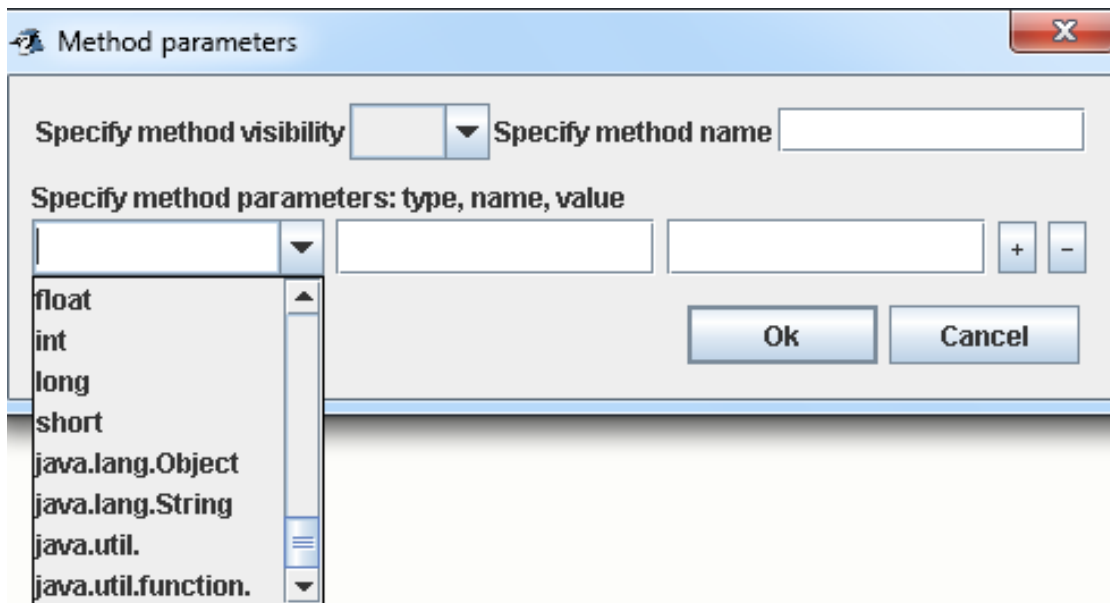 Method parameters
Specify method visibility Specify method name
Specify method parameters: type, name, value
+ -
float
int
long
short
java.lang.Object
java.lang.String
java.util.
java.util.function.
Ok Cancel